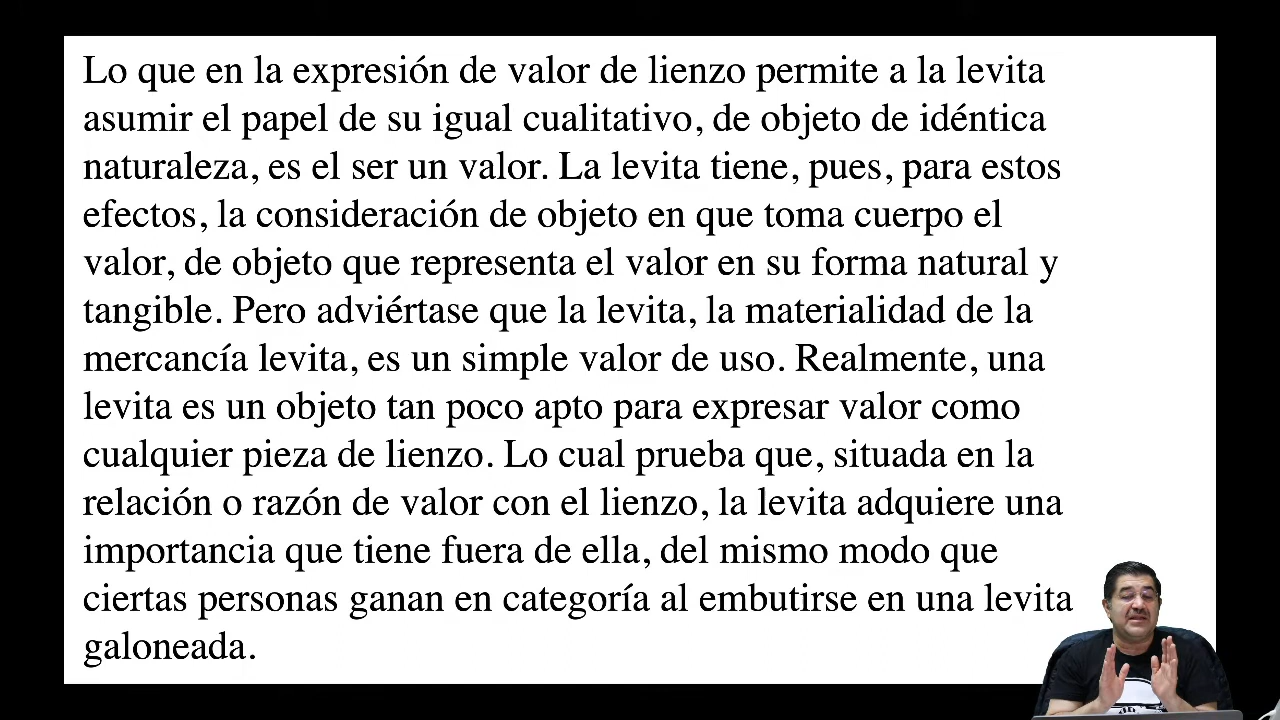 Lo que en la expresión de valor de lienzo permite a la levita
asumir el papel de su igual cualitativo, de objeto de idéntica
naturaleza, es el ser un valor. La levita tiene, pues, para estos
efectos, la consideración de objeto en que toma cuerpo el
valor, de objeto que representa el valor en su forma natural y
tangible. Pero adviértase que la levita, la materialidad de la
mercancía levita, es un simple valor de uso. Realmente, una
levita es un objeto tan poco apto para expresar valor como
cualquier pieza de lienzo. Lo cual prueba que, situada en la
relación o razón de valor con el lienzo, la levita adquiere una
importancia que tiene fuera de ella, del mismo modo que
ciertas personas ganan en categoría al embutirse en una levita
galoneada.